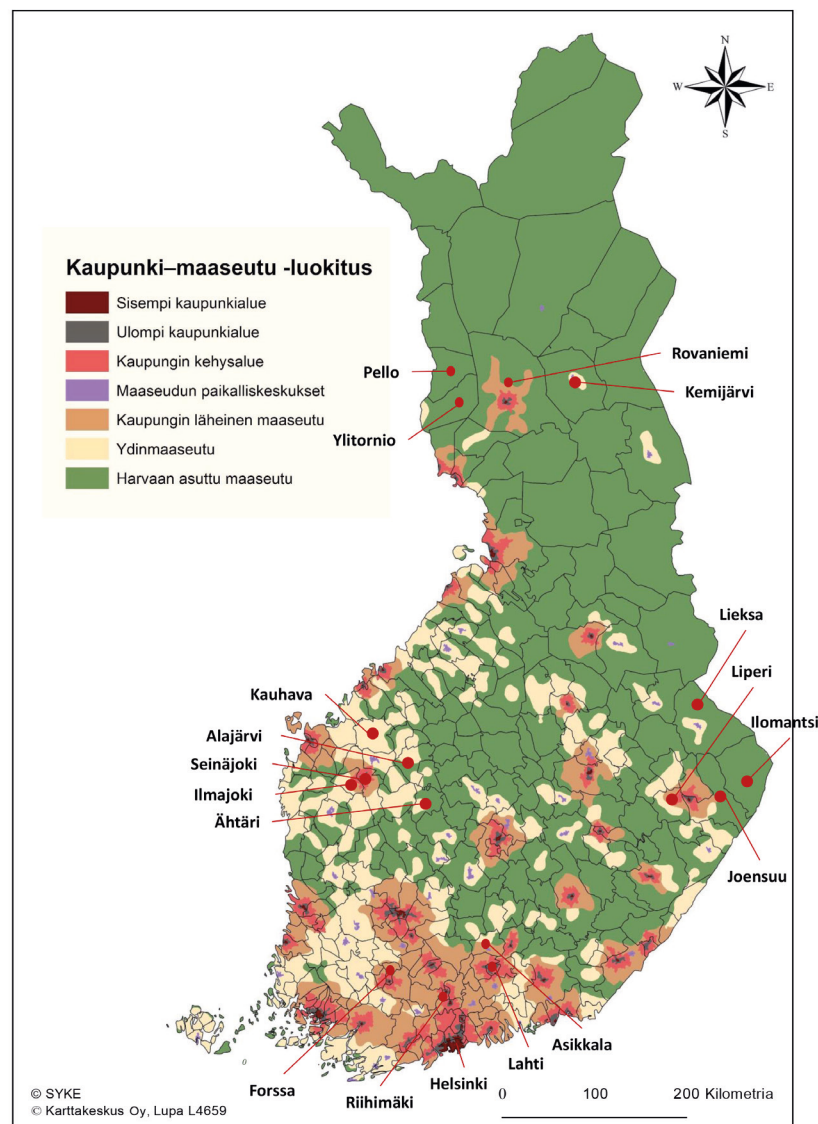 N
W
E
S
Kaupunki–maaseutu -luokitus
Sisempi kaupunkialue
Ulompi kaupunkialue
Kaupungin kehysalue
Maaseudun paikalliskeskukset
Kaupungin läheinen maaseutu
Ydinmaaseutu
Harvaan asuttu maaseutu
Pello
Rovaniemi
Kemijärvi
Ylitornio
Lieksa
Liperi
Ilomantsi
Kauhava
Alajärvi
Seinäjoki
Ilmajoki
Ähtäri
Joensuu
Asikkala
Lahti
Helsinki
Riihimäki
Forssa
0
0 100 200 Kilometria
© SYKE
© Karttakeskus Oy, Lupa L4659